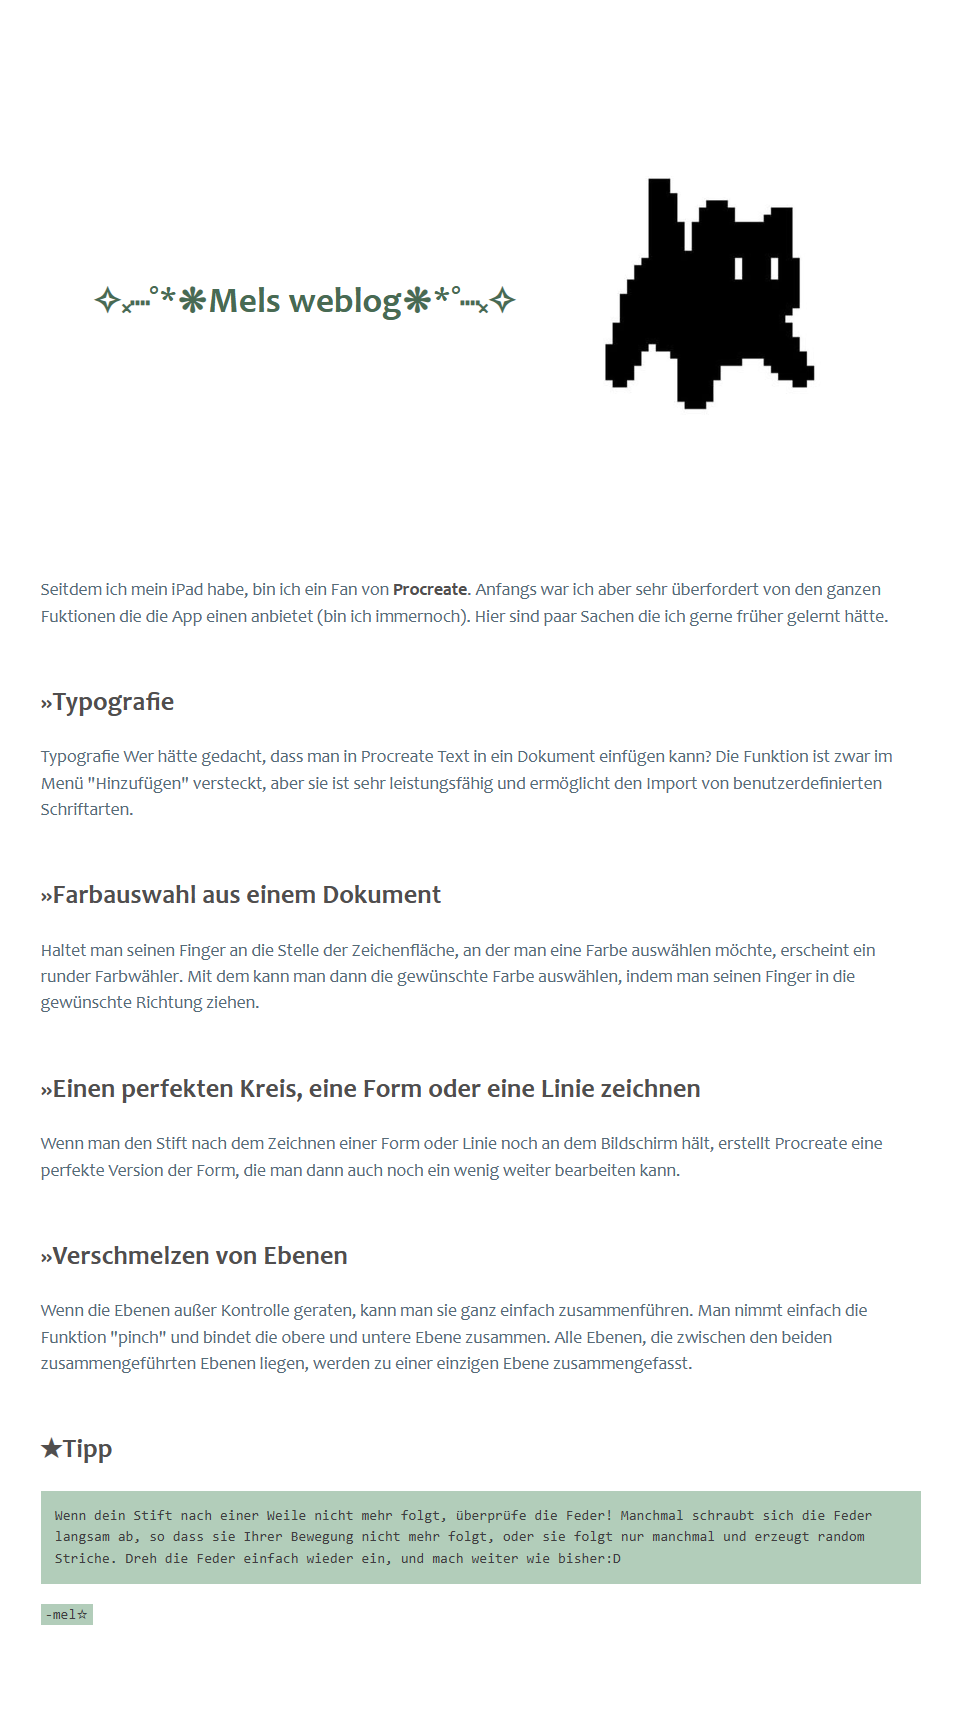 ✧˟┈˚*❋Mels weblog❋*˚┈˟✧
Seitdem ich mein iPad habe, bin ich ein Fan von Procreate. Anfangs war ich aber sehr überfordert von den ganzen
Fuktionen die die App einen anbietet (bin ich immernoch). Hier sind paar Sachen die ich gerne früher gelernt hätte.
»Typografie
Typografie Wer hätte gedacht, dass man in Procreate Text in ein Dokument einfügen kann? Die Funktion ist zwar im
Menü "Hinzufügen" versteckt, aber sie ist sehr leistungsfähig und ermöglicht den Import von benutzerdefinierten
Schriftarten.
»Farbauswahl aus einem Dokument
Haltet man seinen Finger an die Stelle der Zeichenfläche, an der man eine Farbe auswählen möchte, erscheint ein
runder Farbwähler. Mit dem kann man dann die gewünschte Farbe auswählen, indem man seinen Finger in die
gewünschte Richtung ziehen.
»Einen perfekten Kreis, eine Form oder eine Linie zeichnen
Wenn man den Stift nach dem Zeichnen einer Form oder Linie noch an dem Bildschirm hält, erstellt Procreate eine
perfekte Version der Form, die man dann auch noch ein wenig weiter bearbeiten kann.
»Verschmelzen von Ebenen
Wenn die Ebenen außer Kontrolle geraten, kann man sie ganz einfach zusammenführen. Man nimmt einfach die
Funktion "pinch" und bindet die obere und untere Ebene zusammen. Alle Ebenen, die zwischen den beiden
zusammengeführten Ebenen liegen, werden zu einer einzigen Ebene zusammengefasst.
★Tipp
Wenn dein Stift nach einer Weile nicht mehr folgt, überprüfe die Feder! Manchmal schraubt sich die Feder
langsam ab, so dass sie Ihrer Bewegung nicht mehr folgt, oder sie folgt nur manchmal und erzeugt random
Striche. Dreh die Feder einfach wieder ein, und mach weiter wie bisher:D
-mel☆